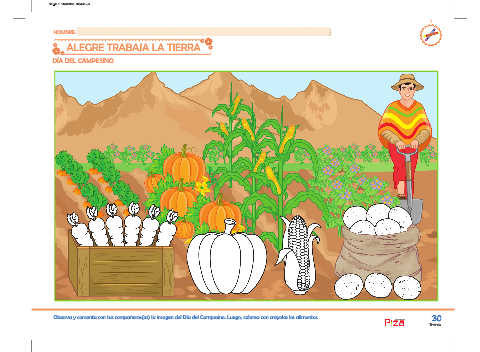 NOMBRE:
ALEGRE TRABAJA LA TIERRA
DÍA DEL CAMPESINO
Observa y comenta con tus compañeros(as) la imagen del Día del Campesino. Luego, colorea con crayolas los alimentos.
30